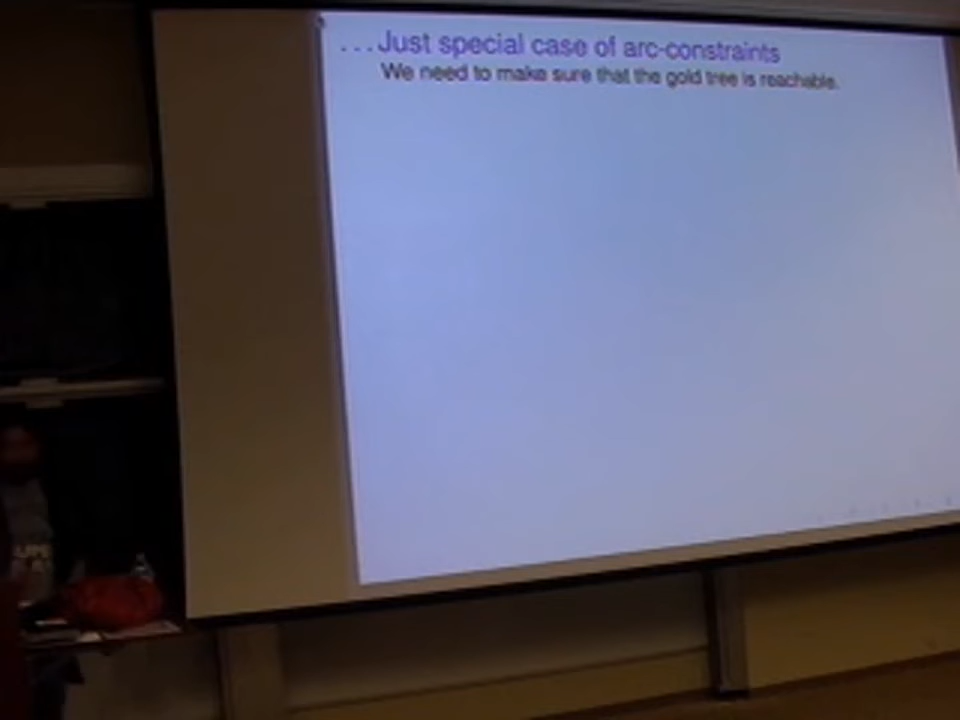 ...Just special case of arc-constraints
We need to make sure that the gold tree is reachable.